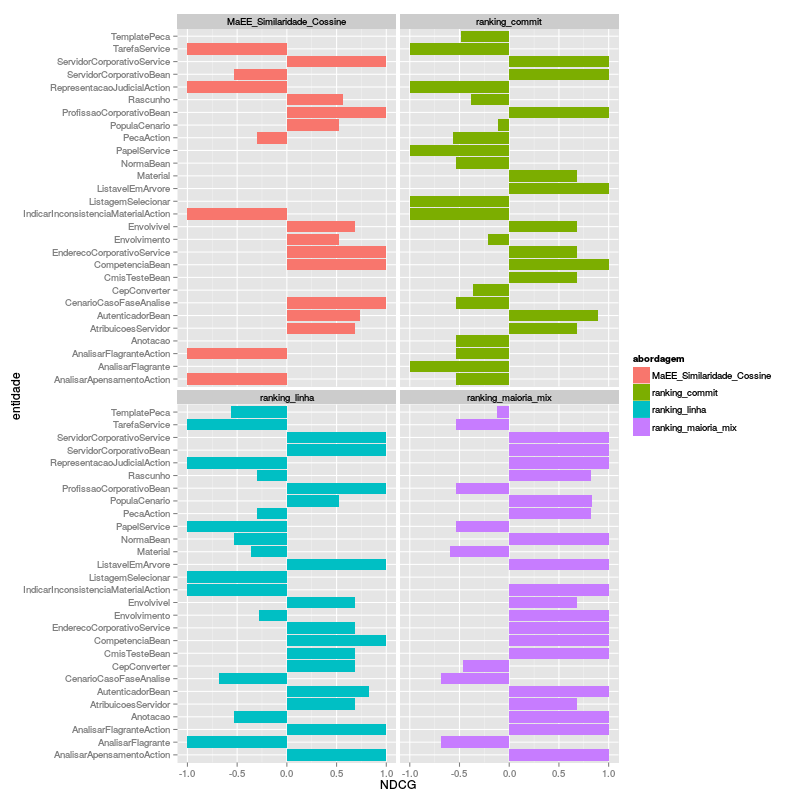 MaEE_Similaridade_Cossine
ranking_commit
TemplatePeca
TarefaService
ServidorCorporativoService
ServidorCorporativoBean
RepresentacaoJudicialAction
Rascunho
ProfissaoCorporativoBean
PopulaCenario
PecaAction
PapelService
NormaBean
Material
ListavelEmArvore
ListagemSelecionar
IndicarInconsistenciaMaterialAction
Envolvivel
Envolvimento
EnderecoCorporativoService
CompetenciaBean
CmisTesteBean
CepConverter
CenarioCasoFaseAnalise
AutenticadorBean
AtribuicoesServidor
Anotacao
AnalisarFlagranteAction
AnalisarFlagrante
AnalisarApensamentoAction
entidade
ranking_linha
ranking_maioria_mix
TemplatePeca
TarefaService
ServidorCorporativoService
ServidorCorporativoBean
RepresentacaoJudicialAction
Rascunho
ProfissaoCorporativoBean
PopulaCenario
PecaAction
PapelService
NormaBean
Material
ListavelEmArvore
ListagemSelecionar
IndicarInconsistenciaMaterialAction
Envolvivel
Envolvimento
EnderecoCorporativoService
CompetenciaBean
CmisTesteBean
CepConverter
CenarioCasoFaseAnalise
AutenticadorBean
AtribuicoesServidor
Anotacao
AnalisarFlagranteAction
AnalisarFlagrante
AnalisarApensamentoAction
-1.0 -0.5 0.0 0.5 1.0 -1.0 -0.5 0.0 0.5 1.0
NDCG
abordagem
MaEE_Similaridade_Cossine
ranking_commit
ranking_linha
ranking_maioria_mix